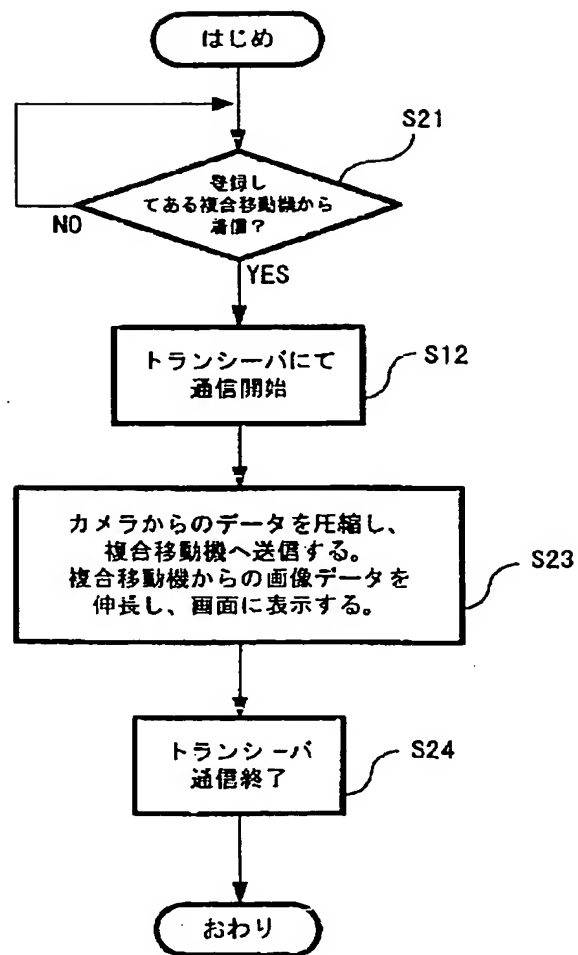 はじめ
S21
登録し
てある複合移動機から
着信？
NO
YES
トランシーバにて
通信開始
S12
カメラからのデータを圧縮し、
複合移動機へ送信する。
複合移動機からの画像データを
伸長し、画面に表示する。
S23
トランシーバ
通信終了
S24
おわり